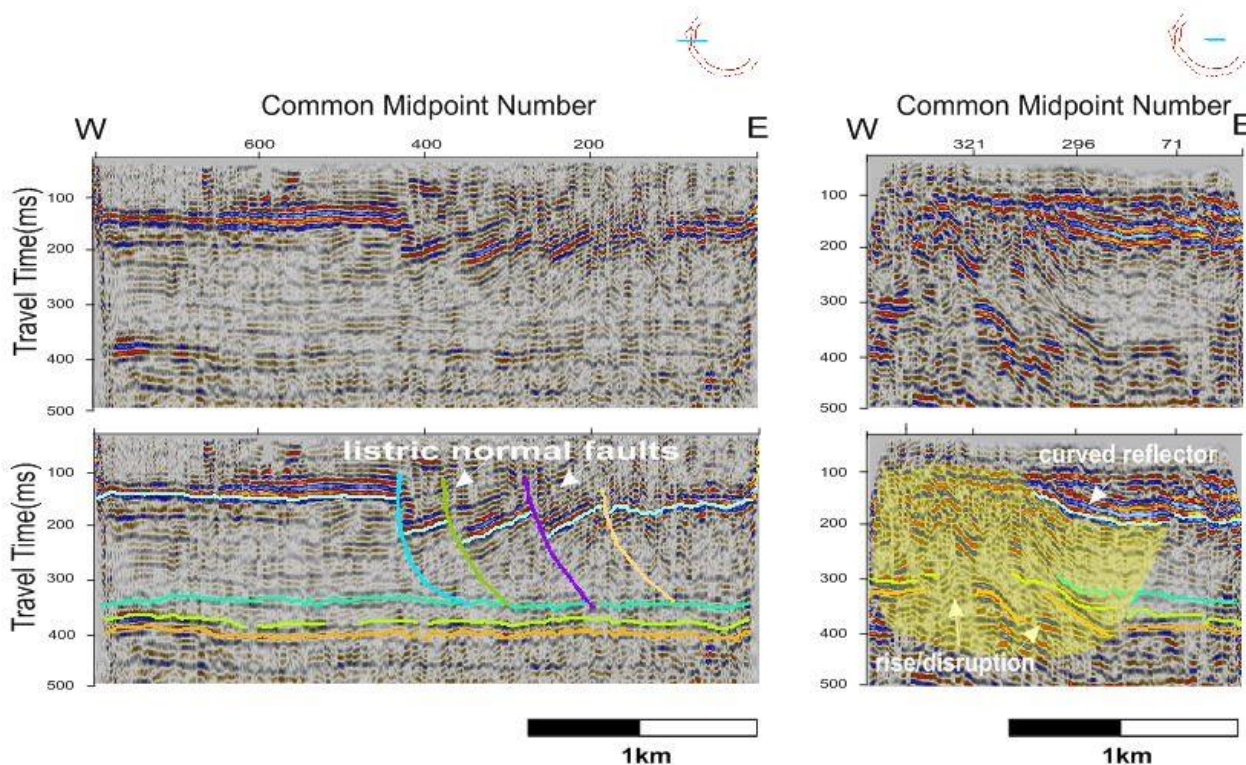 Common Midpoint Number
W E
600 400 200
Travel Time(ms)
100
200
300
400
500
listric normal faults
Travel Time(ms)
100
200
300
400
500
1km
Common Midpoint Number
W E
321 296 71
100
200
300
400
500
curved reflector
100
200
300
400
rise/disruption
500
1km